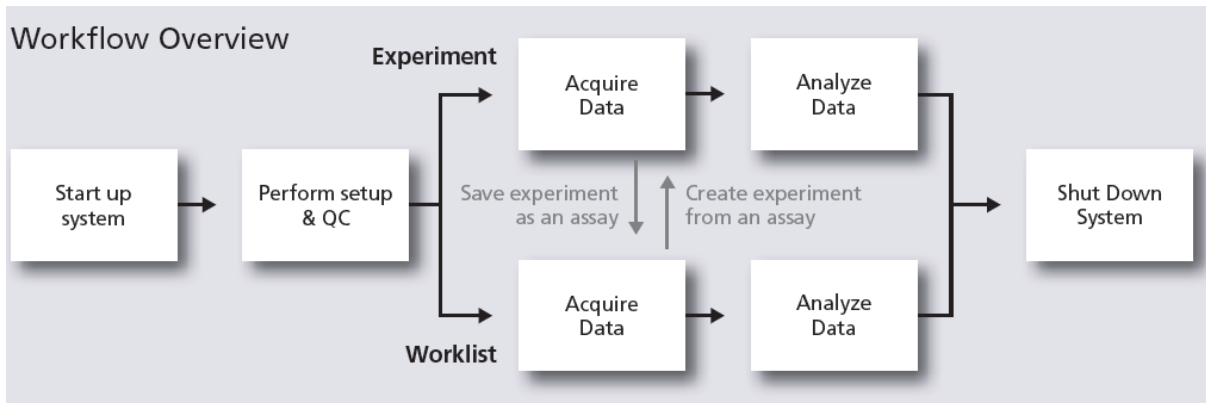 Workflow Overview
Experiment
Acquire
Data
Analyze
Data
Start up
system
Perform setup
& QC
Save experiment
as an assay
Create experiment
from an assay
Shut Down
System
Acquire
Data
Analyze
Data
Worklist